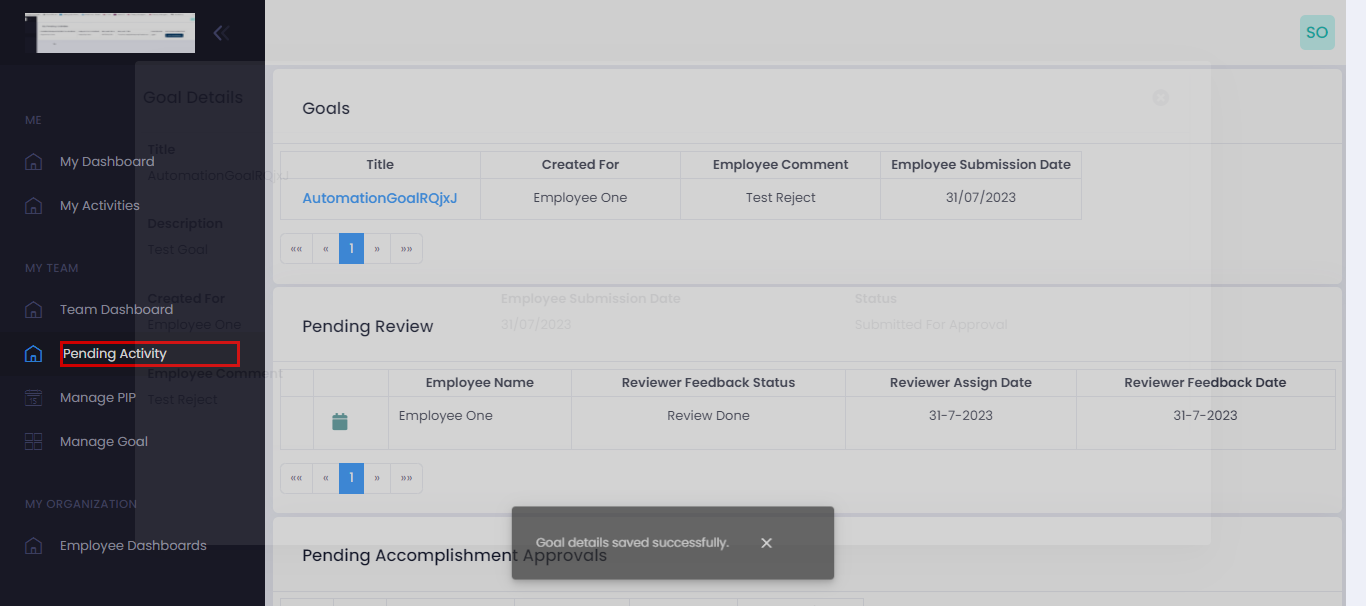 SO
Goal Details
Goals
ME
Title
Title Created For Employee Comment Employee Submission Date
My Dashboard
AutomationGoalRQjxJ
AutomationGoalRQjxJ Employee One Test Reject 31/07/2023
My Activities
Description
Test Goal
«« « 1 » »»
MY TEAM
Created For Employee Submission Date Status
Team Dashboard
Employee One 31/07/2023 Submitted For Approval
Pending Review
Pending Activity
Employee Comment
Employee Name Reviewer Feedback Status Reviewer Assign Date Reviewer Feedback Date
Manage PIP
Test Reject
Employee One Review Done 31-7-2023 31-7-2023
Manage Goal
«« « 1 » »»
MY ORGANIZATION
Employee Dashboards
Goal details saved successfully. ×
Pending Accomplishment Approvals